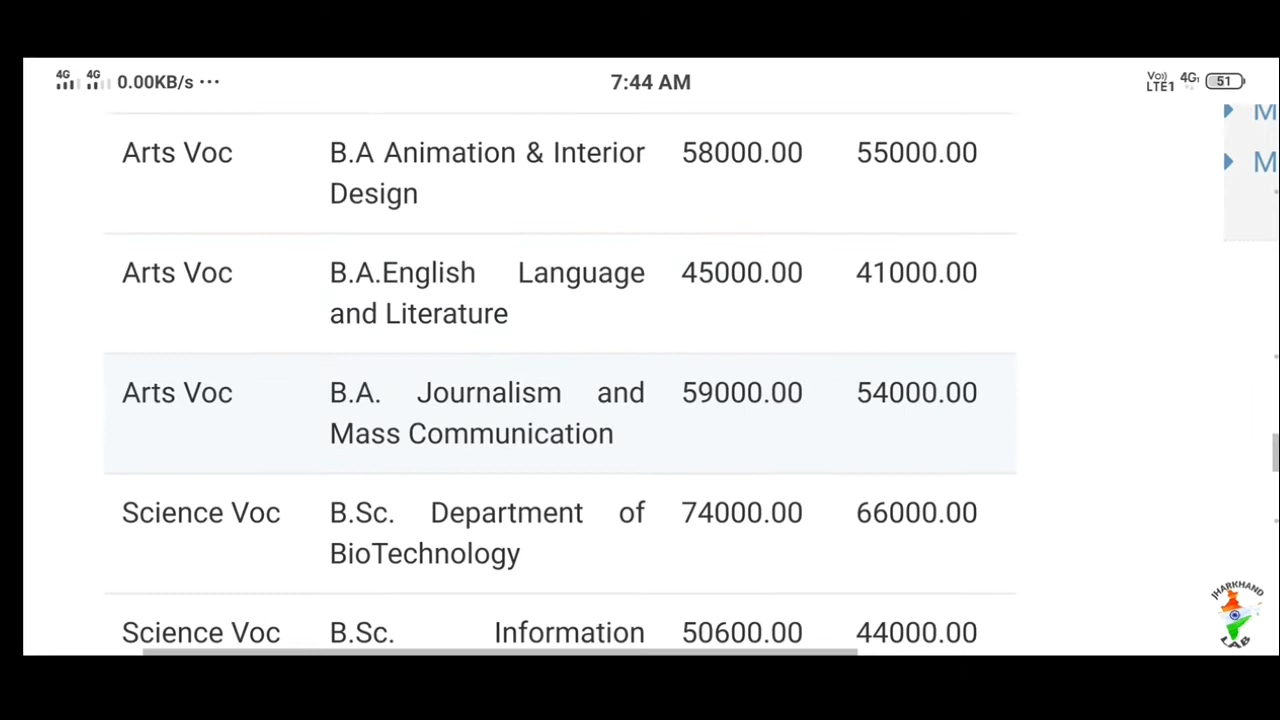 4G 4G 0.00KB/s ... 7:44 AM Vo)) LTE1 4G 51
M
Arts Voc B.A Animation & Interior 58000.00 55000.00
Design
M
Arts Voc B.A.English Language 45000.00 41000.00
and Literature
Arts Voc B.A. Journalism and 59000.00 54000.00
Mass Communication
Science Voc B.Sc. Department of 74000.00 66000.00
BioTechnology
Science Voc B.Sc. Information 50600.00 44000.00
JHARKHAND
LAB